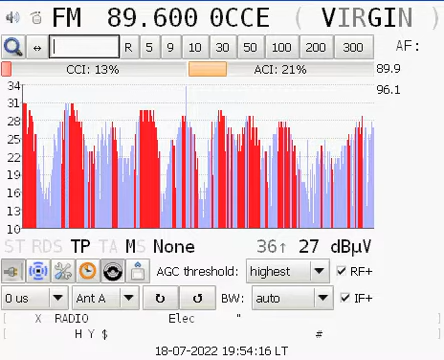 FM 89.600 0CCE ( VIRGIN (
↔ R 5 9 10 30 50 100 200 300 AF:
CCI: 13% ACI: 21% 89.9
96.1
34
31
28
25
22
19
16
13
10
ST RDS TP TA MS None 36↑ 27 dBµV
AGC threshold: highest RF+
0 us Ant A ↻ ↺ BW: auto IF+
( X RADIO Elec " (
( H Y $ # (
18-07-2022 19:54:16 LT